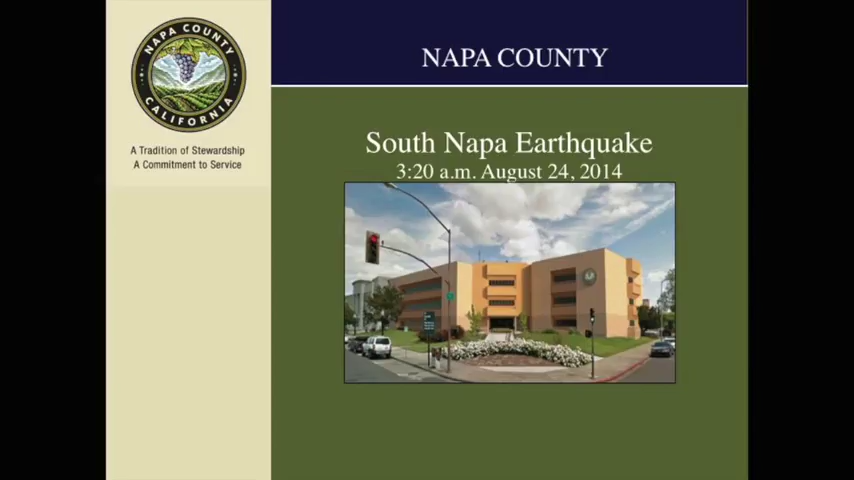 NAPA COUNTY
CALIFORNIA
A Tradition of Stewardship
A Commitment to Service
NAPA COUNTY
South Napa Earthquake
3:20 a.m. August 24, 2014